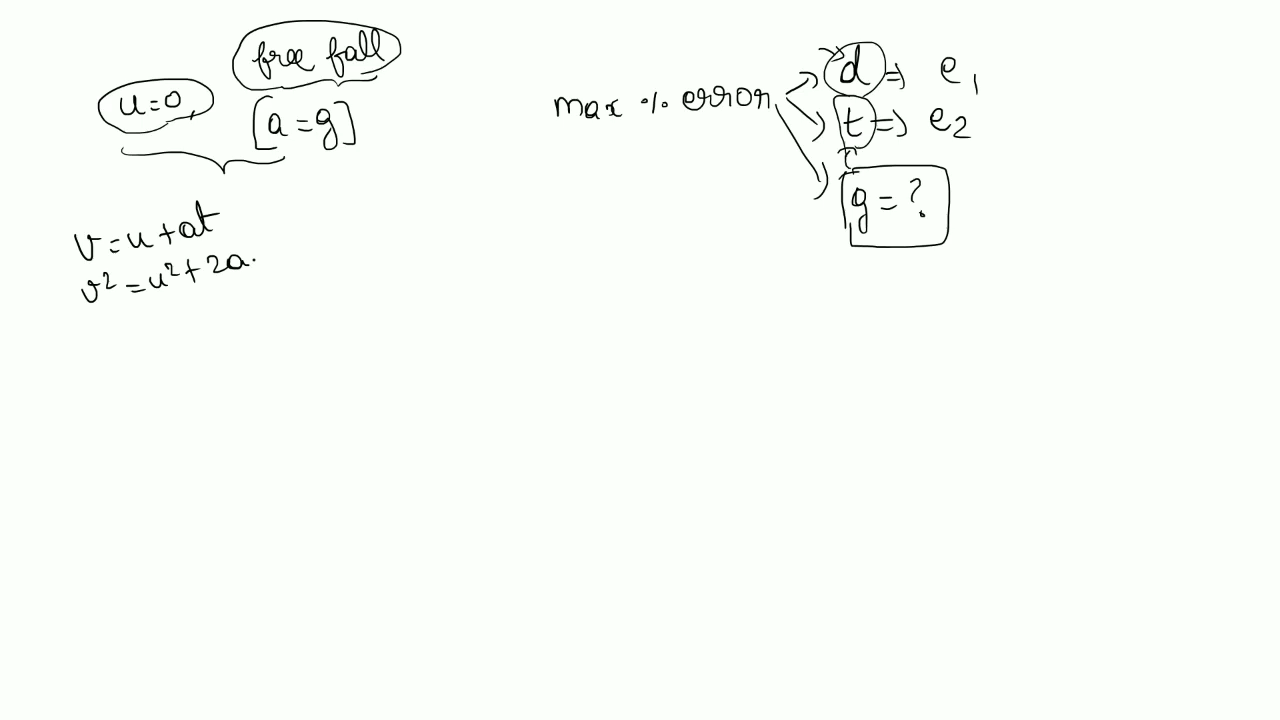 free fall
u=0,
[a=g]
v=u+at
v²=u²+2a.
max % error
d ⇒ e₁
t ⇒ e₂
g=?